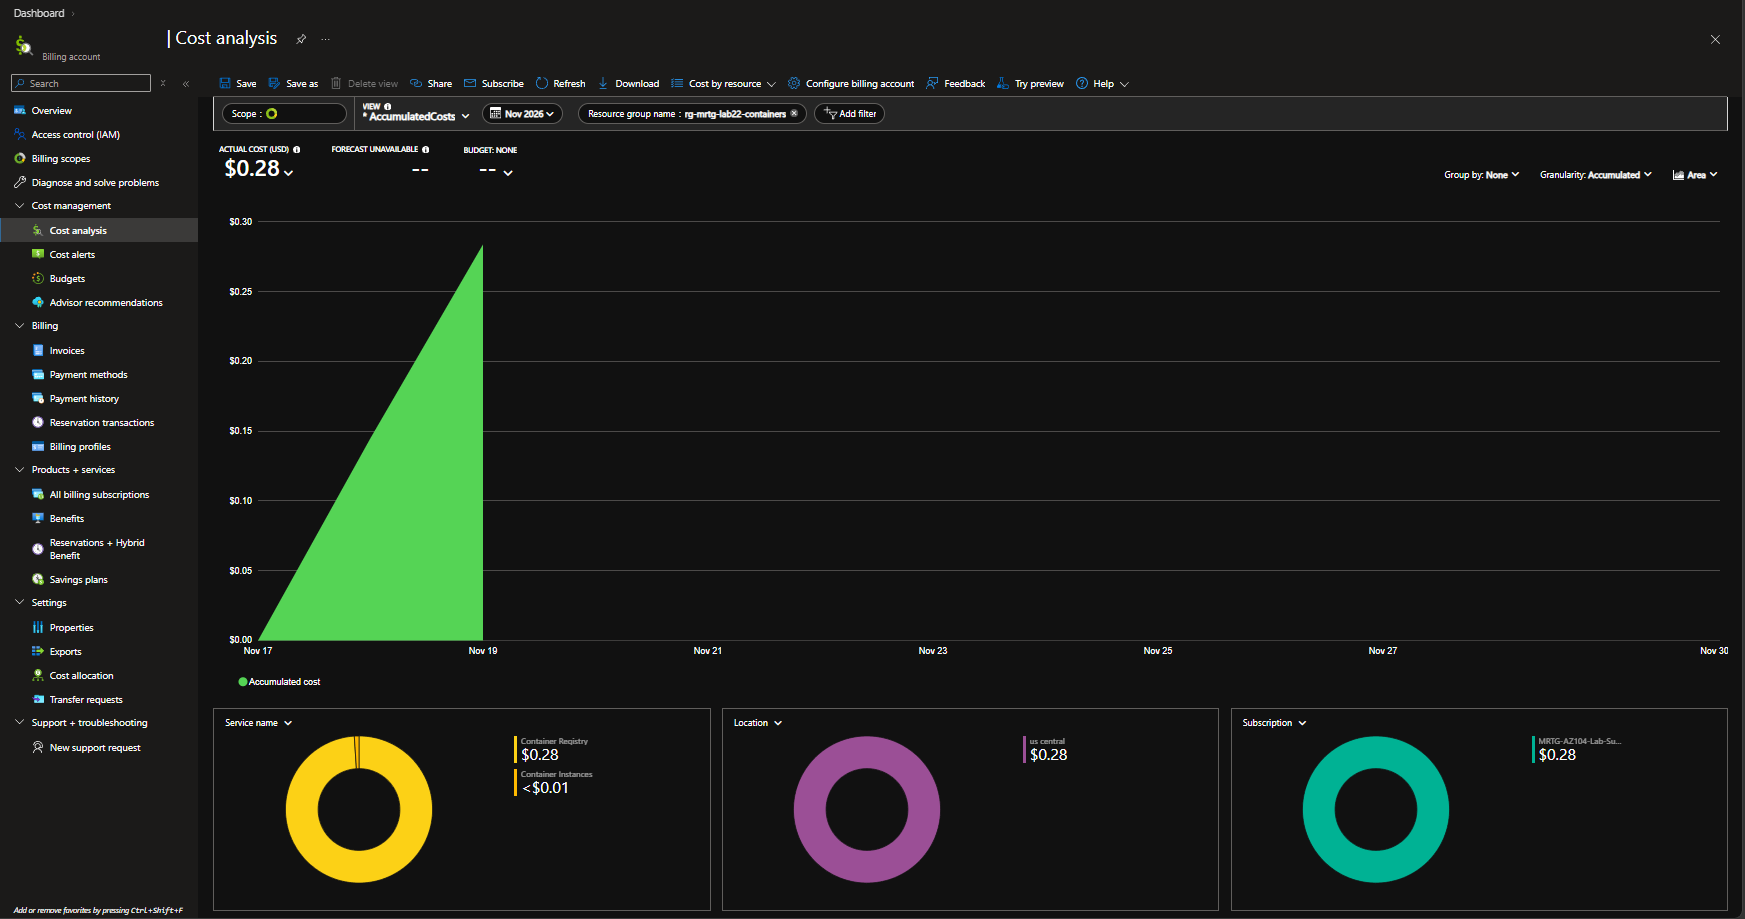 Dashboard
| Cost analysis
Billing account
Search
Save
Save as
Delete view
Share
Subscribe
Refresh
Download
Cost by resource
Configure billing account
Feedback
Try preview
Help
Overview
Access control (IAM)
Billing scopes
Diagnose and solve problems
Cost management
Cost analysis
Cost alerts
Budgets
Advisor recommendations
Billing
Invoices
Payment methods
Payment history
Reservation transactions
Billing profiles
Products + services
All billing subscriptions
Benefits
Reservations + Hybrid
Benefit
Savings plans
Settings
Properties
Exports
Cost allocation
Transfer requests
Support + troubleshooting
New support request
Add or remove favorites by pressing Ctrl+Shift+F
Scope :
VIEW
* AccumulatedCosts
Nov 2026
Resource group name : rg-mrtg-lab22-containers
Add filter
ACTUAL COST (USD)
$0.28
FORECAST UNAVAILABLE
--
BUDGET: NONE
--
Group by: None
Granularity: Accumulated
Area
$0.30
$0.25
$0.20
$0.15
$0.10
$0.05
$0.00
Nov 17
Nov 19
Nov 21
Nov 23
Nov 25
Nov 27
Nov 30
Accumulated cost
Service name
Container Registry
$0.28
Container Instances
<$0.01
Location
us central
$0.28
Subscription
MRTG-AZ104-Lab-Su...
$0.28